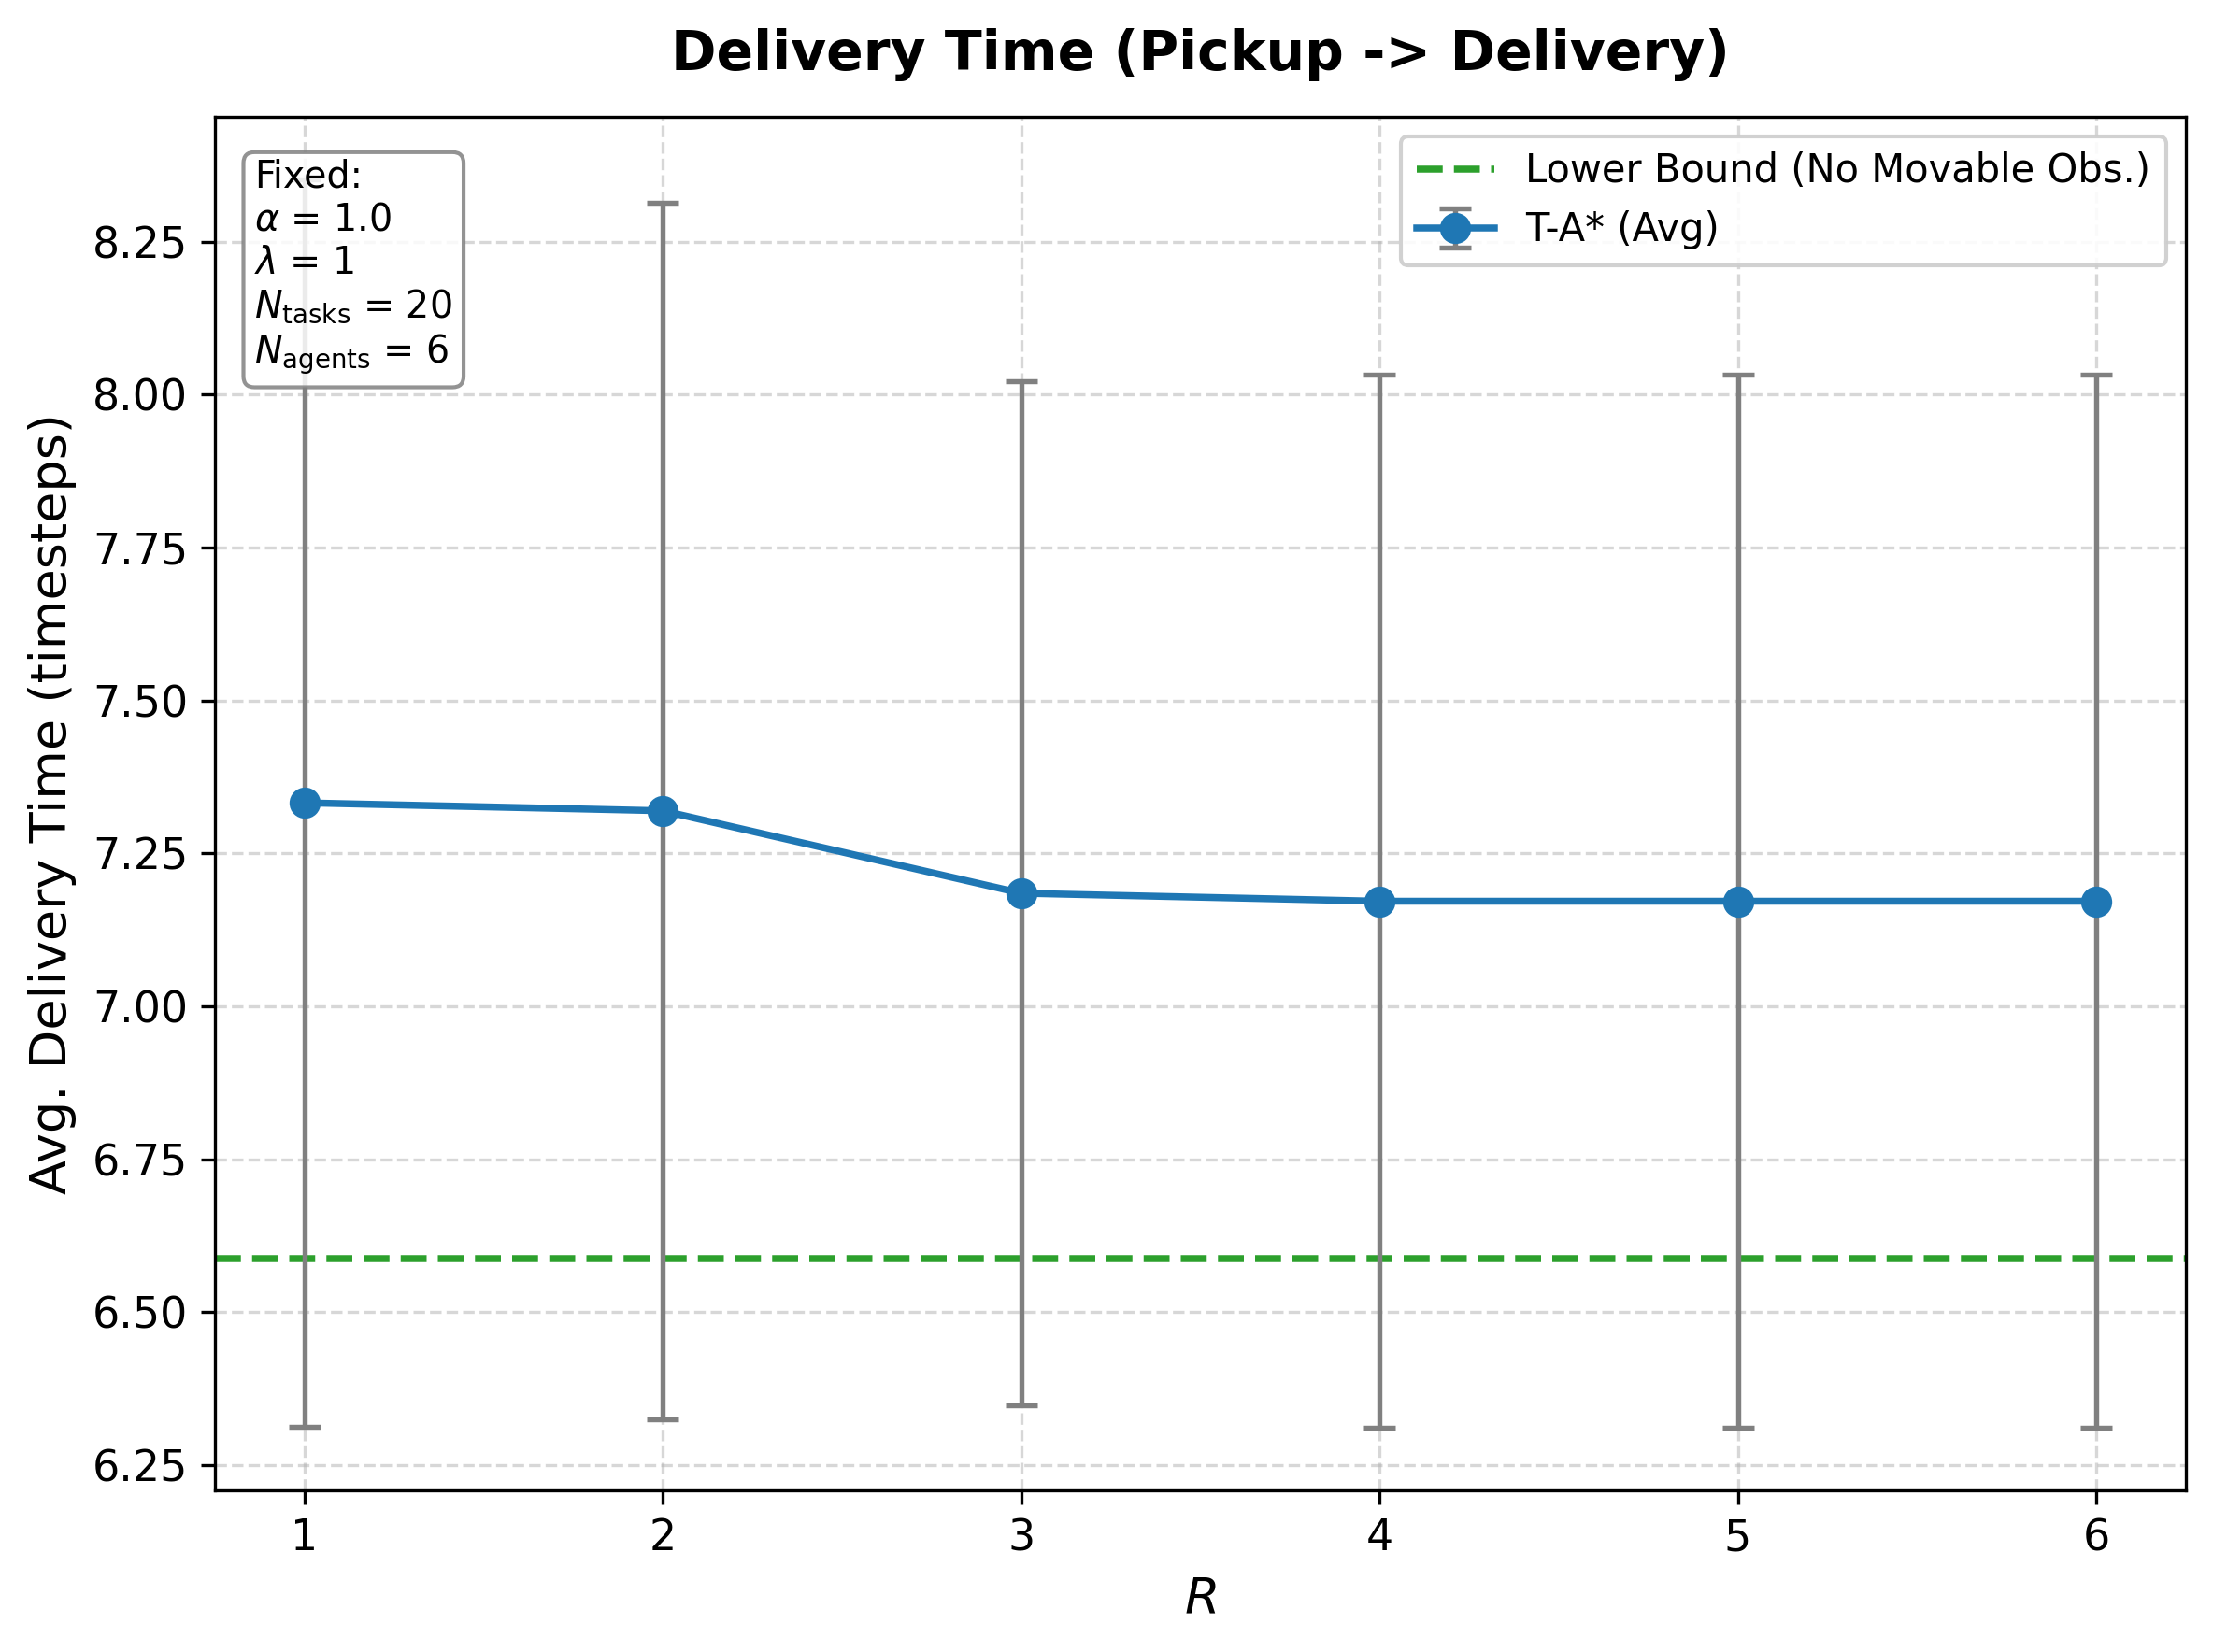 Delivery Time (Pickup -> Delivery)
Fixed:
α = 1.0
λ = 1
N_tasks = 20
N_agents = 6
Lower Bound (No Movable Obs.)
T-A* (Avg)
Avg. Delivery Time (timesteps)
8.25
8.00
7.75
7.50
7.25
7.00
6.75
6.50
6.25
1 2 3 4 5 6
R